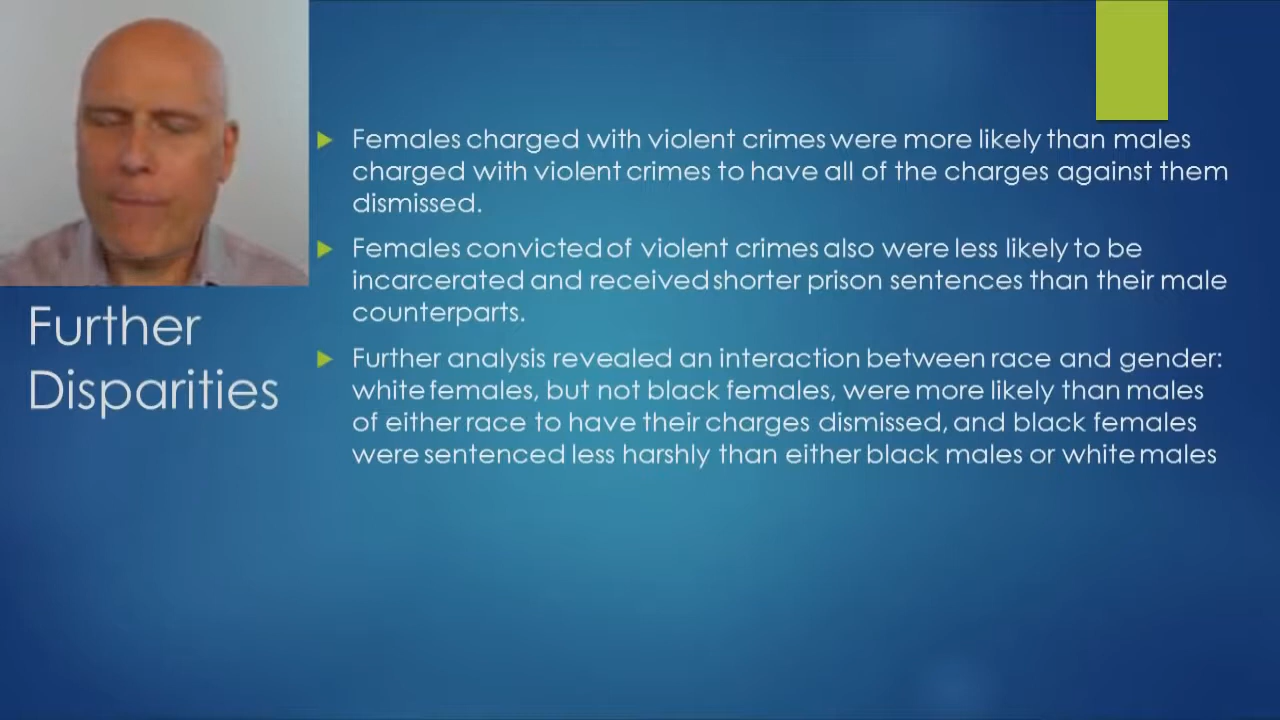 Further
Disparities
Females charged with violent crimes were more likely than males
charged with violent crimes to have all of the charges against them
dismissed.
Females convicted of violent crimes also were less likely to be
incarcerated and received shorter prison sentences than their male
counterparts.
Further analysis revealed an interaction between race and gender:
white females, but not black females, were more likely than males
of either race to have their charges dismissed, and black females
were sentenced less harshly than either black males or white males